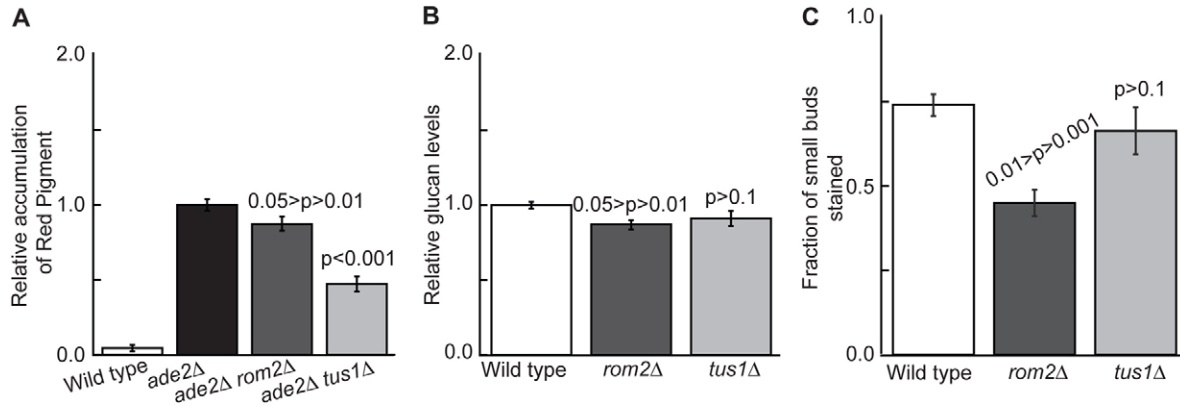 A
Relative accumulation
of Red Pigment
2.0
1.0
0.0
0.05>p>0.01
p<0.001
Wild type
ade2Δ
ade2Δ rom2Δ
ade2Δ tus1Δ
B
Relative glucan levels
2.0
1.0
0.0
0.05>p>0.01
p>0.1
Wild type
rom2Δ
tus1Δ
C
Fraction of small buds
stained
1.0
0.5
0.0
0.01>p>0.001
p>0.1
Wild type
rom2Δ
tus1Δ